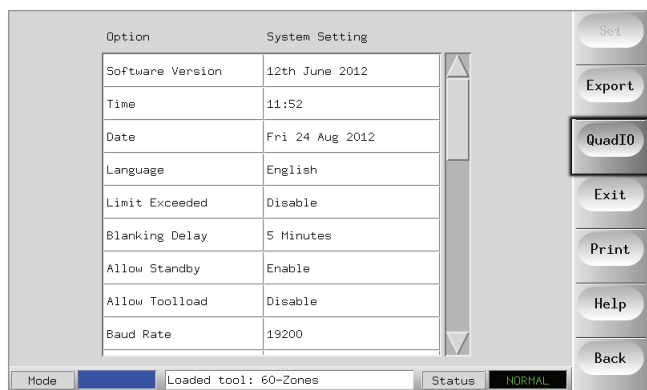 Option System Setting
Software Version 12th June 2012
Time 11:52
Date Fri 24 Aug 2012
Language English
Limit Exceeded Disable
Blanking Delay 5 Minutes
Allow Standby Enable
Allow Toolload Disable
Baud Rate 19200
Set
Export
QuadIO
Exit
Print
Help
Back
Mode Loaded tool: 60-Zones Status NORMAL